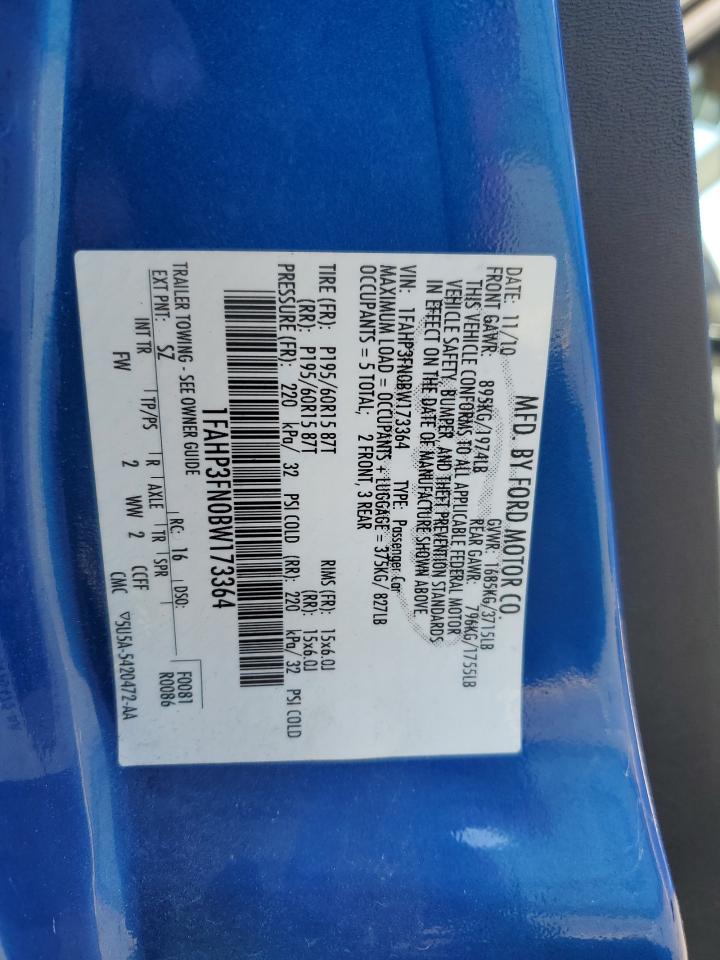 MFD. BY FORD MOTOR CO.
DATE: 11/10 GVWR: 1685KG/3715LB
FRONT GAWR: 895KG/1974LB REAR GAWR: 796KG/1755LB
THIS VEHICLE CONFORMS TO ALL APPLICABLE FEDERAL MOTOR
VEHICLE SAFETY, BUMPER, AND THEFT PREVENTION STANDARDS
IN EFFECT ON THE DATE OF MANUFACTURE SHOWN ABOVE.
VIN: 1FAHP3FN0BW173364 TYPE: Passenger Car
MAXIMUM LOAD = OCCUPANTS + LUGGAGE = 375KG/ 827LB
OCCUPANTS = 5 TOTAL; 2 FRONT, 3 REAR
TIRE (FR): P195/60R15 87T RIMS (FR): 15x6.0J
(RR): P195/60R15 87T (RR): 15x6.0J
PRESSURE (FR): 220 kPa/ 32 PSI COLD (RR): 220 kPa/ 32 PSI COLD
1FAHP3FN0BW173364
TRAILER TOWING - SEE OWNER GUIDE
EXT PNT: SZ RC: 16 DSO: F0081
R0086
INT TR TP/PS R AXLE TR SPR
FW 2 WW 2 CCFF
CMC ▽5U5A-5420472-AA